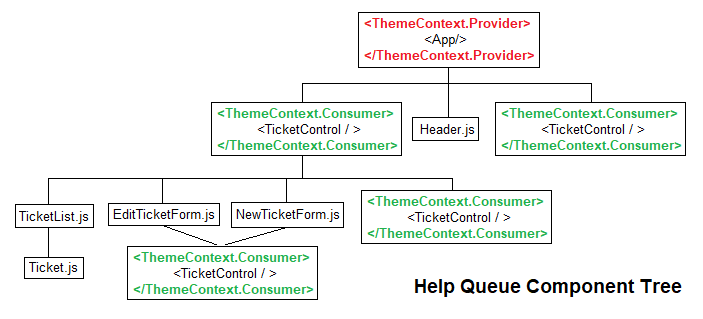 <ThemeContext.Provider>
<App/>
</ThemeContext.Provider>
<ThemeContext.Consumer>
<TicketControl / >
</ThemeContext.Consumer>
Header.js
<ThemeContext.Consumer>
<TicketControl / >
</ThemeContext.Consumer>
TicketList.js
EditTicketForm.js
NewTicketForm.js
<ThemeContext.Consumer>
<TicketControl / >
</ThemeContext.Consumer>
Ticket.js
<ThemeContext.Consumer>
<TicketControl / >
</ThemeContext.Consumer>
Help Queue Component Tree